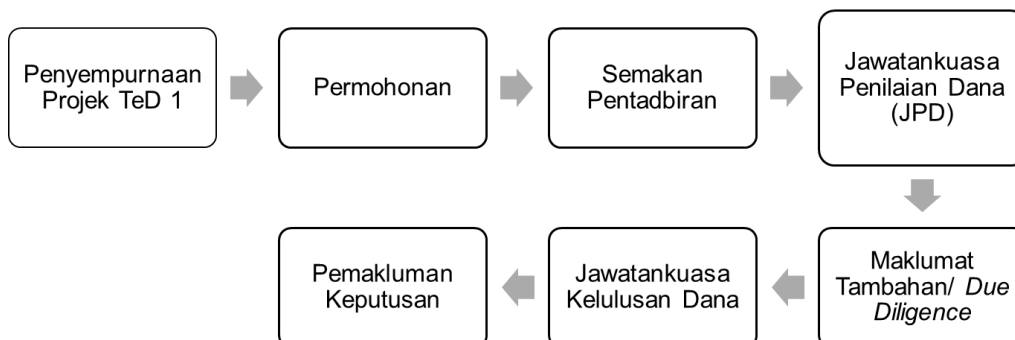 Penyempurnaan
Projek TeD 1
Permohonan
Semakan
Pentadbiran
Jawatankuasa
Penilaian Dana
(JPD)
Maklumat
Tambahan/ Due
Diligence
Jawatankuasa
Kelulusan Dana
Pemakluman
Keputusan